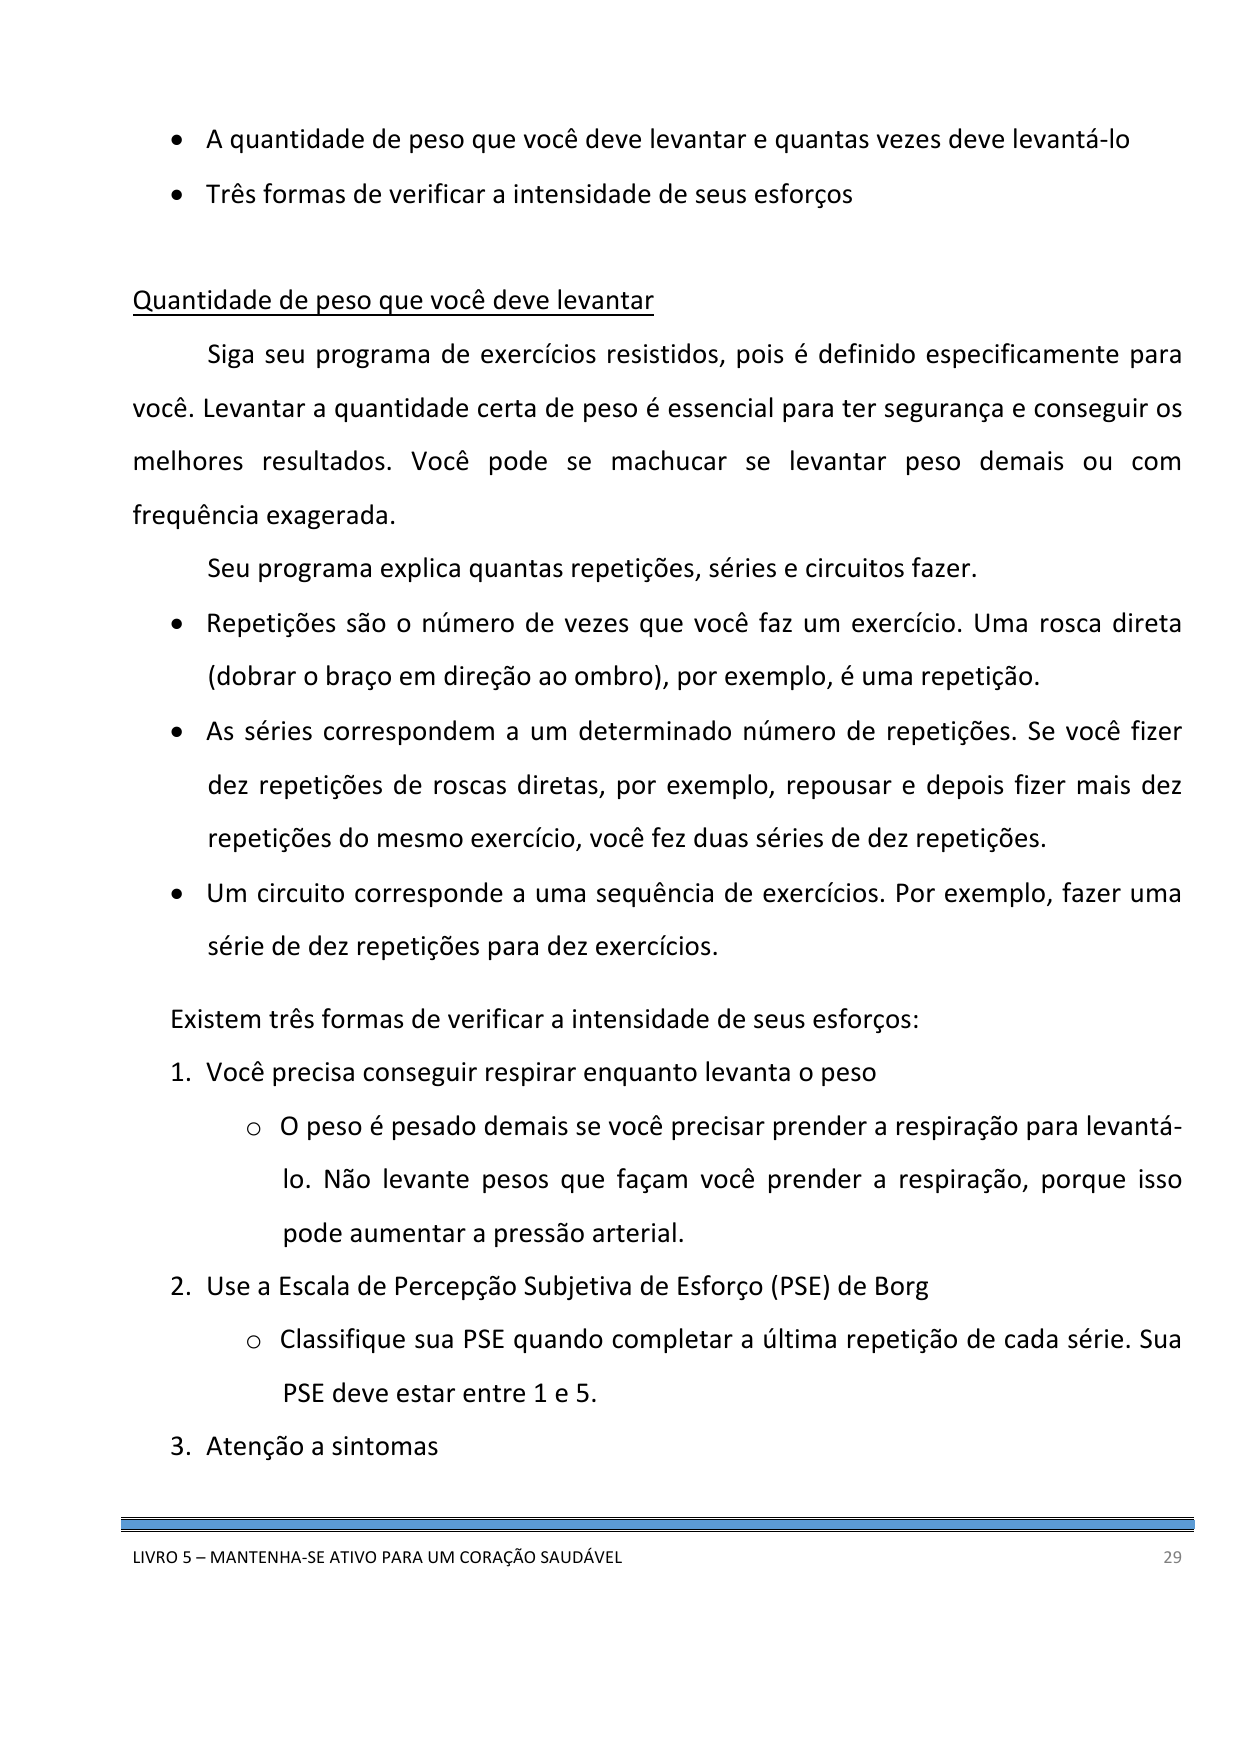 • A quantidade de peso que você deve levantar e quantas vezes deve levantá-lo
• Três formas de verificar a intensidade de seus esforços
Quantidade de peso que você deve levantar
Siga seu programa de exercícios resistidos, pois é definido especificamente para
você. Levantar a quantidade certa de peso é essencial para ter segurança e conseguir os
melhores resultados. Você pode se machucar se levantar peso demais ou com
frequência exagerada.
Seu programa explica quantas repetições, séries e circuitos fazer.
• Repetições são o número de vezes que você faz um exercício. Uma rosca direta
(dobrar o braço em direção ao ombro), por exemplo, é uma repetição.
• As séries correspondem a um determinado número de repetições. Se você fizer
dez repetições de roscas diretas, por exemplo, repousar e depois fizer mais dez
repetições do mesmo exercício, você fez duas séries de dez repetições.
• Um circuito corresponde a uma sequência de exercícios. Por exemplo, fazer uma
série de dez repetições para dez exercícios.
Existem três formas de verificar a intensidade de seus esforços:
1. Você precisa conseguir respirar enquanto levanta o peso
o O peso é pesado demais se você precisar prender a respiração para levantá-
lo. Não levante pesos que façam você prender a respiração, porque isso
pode aumentar a pressão arterial.
2. Use a Escala de Percepção Subjetiva de Esforço (PSE) de Borg
o Classifique sua PSE quando completar a última repetição de cada série. Sua
PSE deve estar entre 1 e 5.
3. Atenção a sintomas
LIVRO 5 – MANTENHA-SE ATIVO PARA UM CORAÇÃO SAUDÁVEL 29